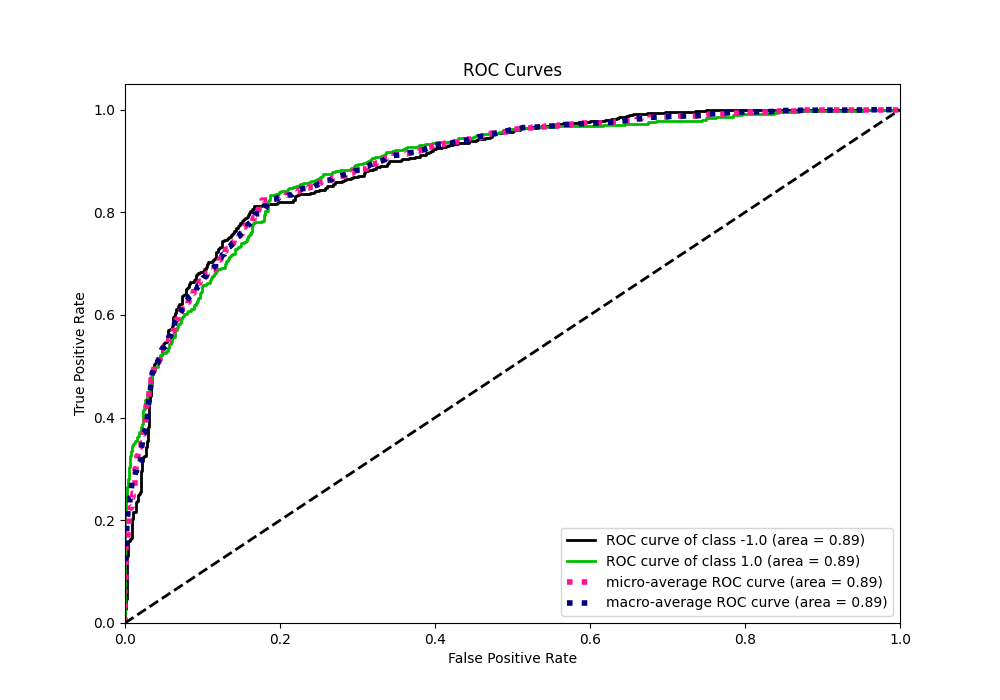 ROC Curves
True Positive Rate
1.0
0.8
0.6
0.4
0.2
0.0
ROC curve of class -1.0 (area = 0.89)
ROC curve of class 1.0 (area = 0.89)
micro-average ROC curve (area = 0.89)
macro-average ROC curve (area = 0.89)
0.0 0.2 0.4 0.6 0.8 1.0
False Positive Rate